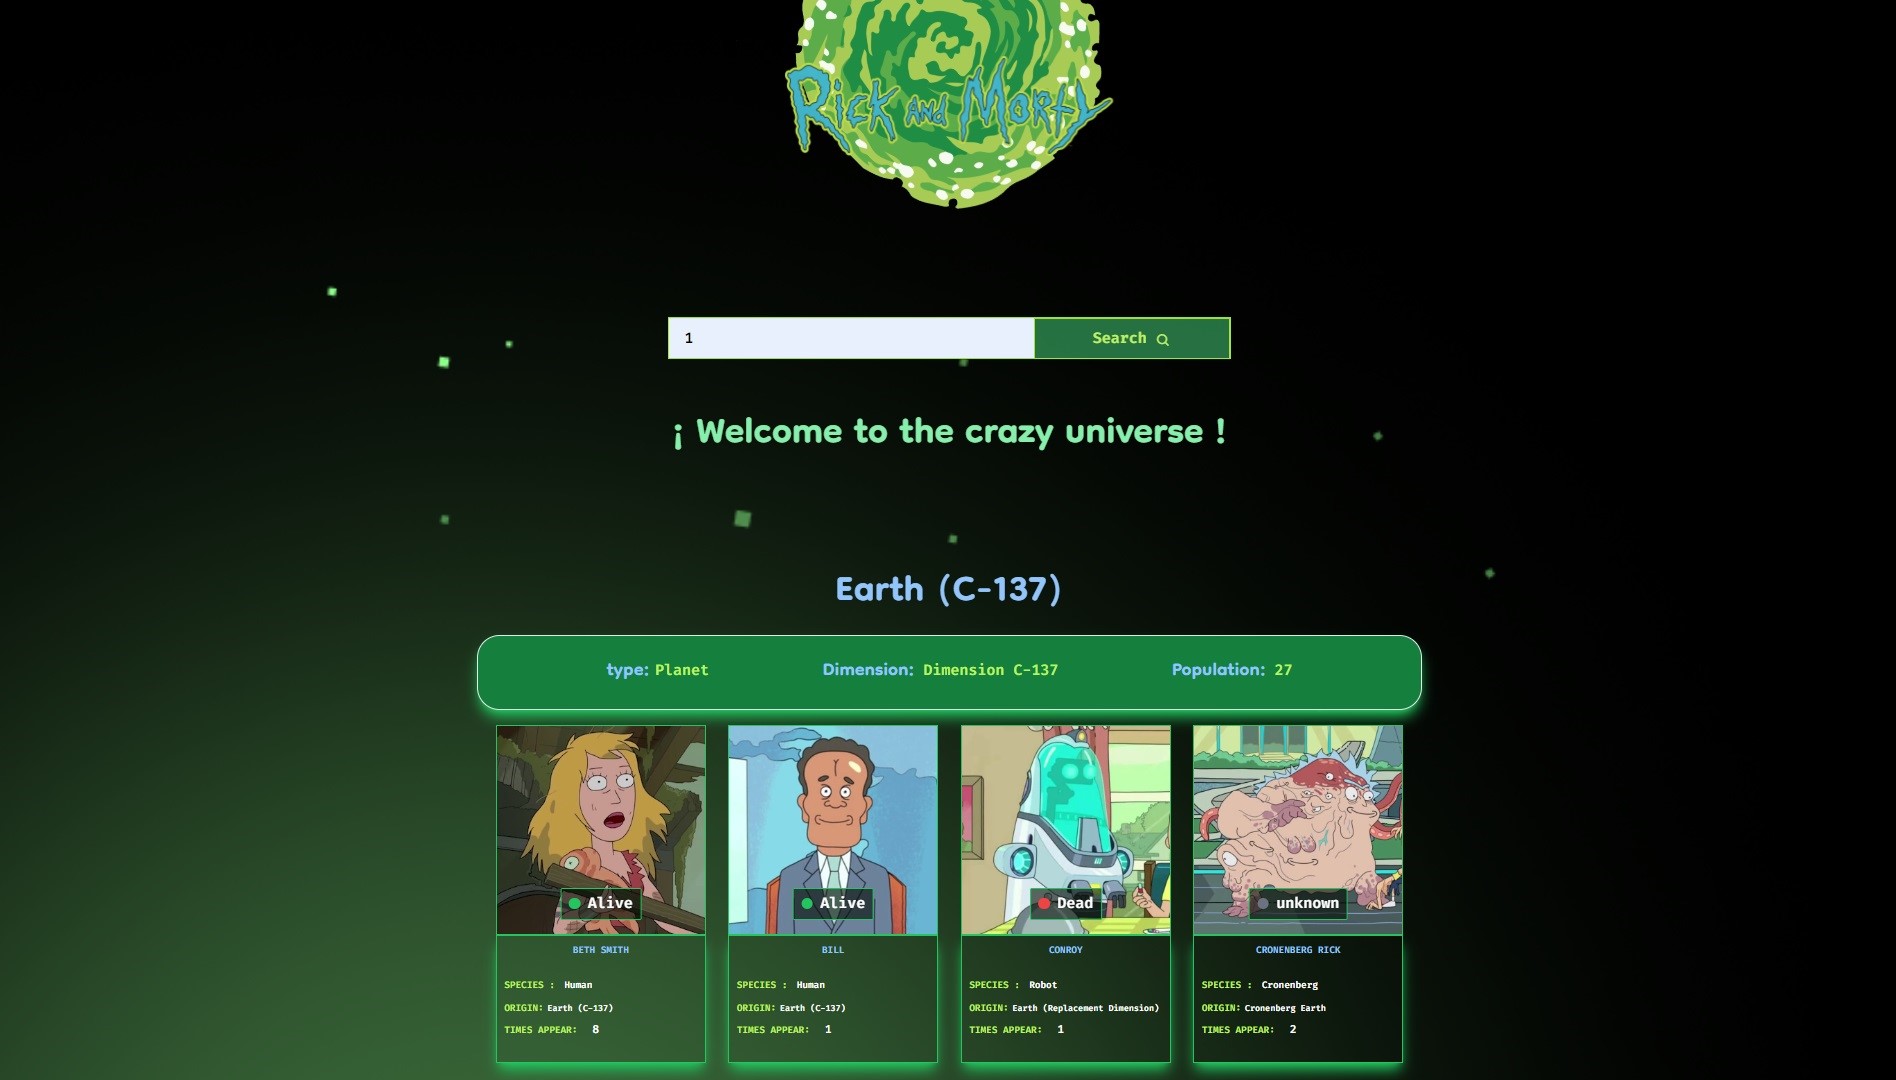 Rick and Morty
1
Search
¡ Welcome to the crazy universe !
Earth (C-137)
type: Planet Dimension: Dimension C-137 Population: 27
Alive
BETH SMITH
SPECIES : Human
ORIGIN: Earth (C-137)
TIMES APPEAR: 8
Alive
BILL
SPECIES : Human
ORIGIN: Earth (C-137)
TIMES APPEAR: 1
Dead
CONROY
SPECIES : Robot
ORIGIN: Earth (Replacement Dimension)
TIMES APPEAR: 1
unknown
CRONENBERG RICK
SPECIES : Cronenberg
ORIGIN: Cronenberg Earth
TIMES APPEAR: 2